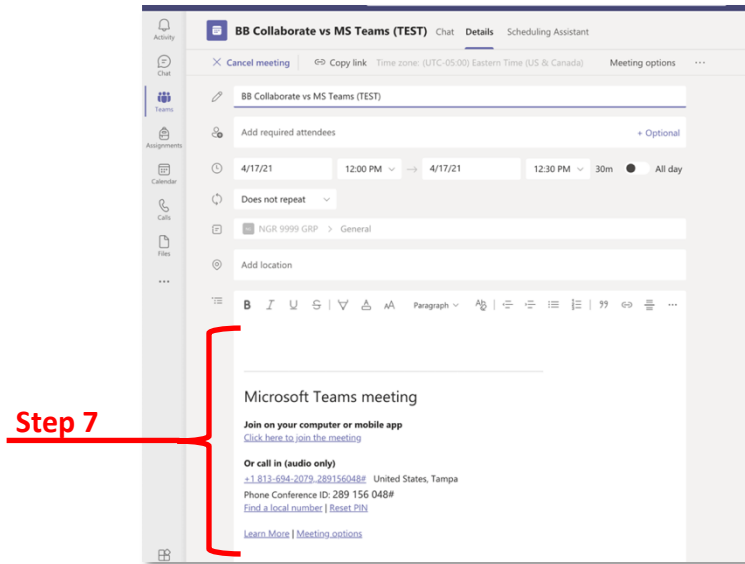 Activity
Chat
Teams
Assignments
Calendar
Calls
Files
BB Collaborate vs MS Teams (TEST) Chat Details Scheduling Assistant
Cancel meeting Copy link Time zone: (UTC-05:00) Eastern Time (US & Canada) Meeting options ...
BB Collaborate vs MS Teams (TEST)
Add required attendees + Optional
4/17/21 12:00 PM → 4/17/21 12:30 PM 30m All day
Does not repeat
NGR 9999 GRP > General
Add location
B I U S A AA Paragraph Ab ...
Step 7
Microsoft Teams meeting
Join on your computer or mobile app
Click here to join the meeting
Or call in (audio only)
+1 813-694-2079,,289156048# United States, Tampa
Phone Conference ID: 289 156 048#
Find a local number | Reset PIN
Learn More | Meeting options